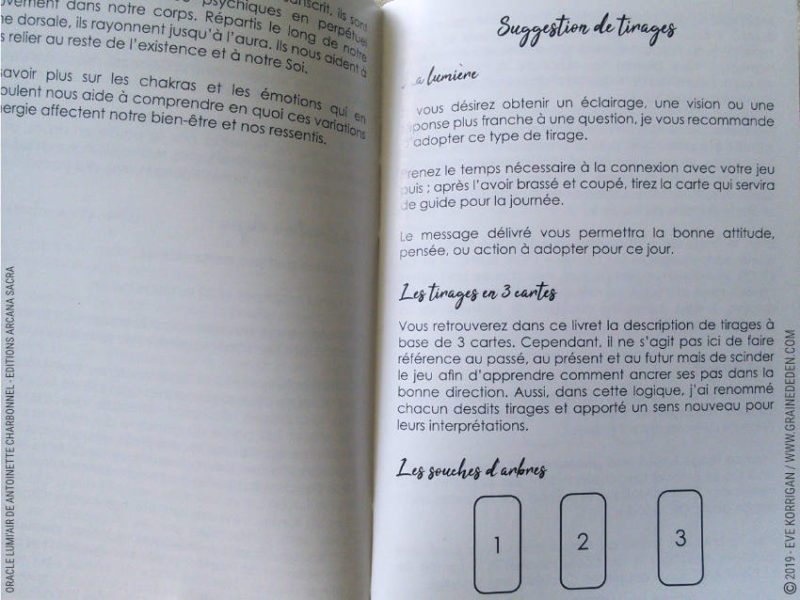 psychiques en perpétuel
dans notre corps. Répartis le long de notre
dorsale, ils rayonnent jusqu'à l'aura. Ils nous aident à
relier au reste de l'existence et à notre Soi.
savoir plus sur les chakras et les émotions qui en
nous aide à comprendre en quoi ces variations
affectent notre bien-être et nos ressentis.
Suggestion de tirages
lumière
vous désirez obtenir un éclairage, une vision ou une
plus franche à une question, je vous recommande
adopter ce type de tirage.
Prenez le temps nécessaire à la connexion avec votre jeu
puis ; après l'avoir brassé et coupé, tirez la carte qui servira
de guide pour la journée.
Le message délivré vous permettra la bonne attitude,
pensée, ou action à adopter pour ce jour.
Les tirages en 3 cartes
Vous retrouverez dans ce livret la description de tirages à
base de 3 cartes. Cependant, il ne s'agit pas ici de faire
référence au passé, au présent et au futur mais de scinder
le jeu afin d'apprendre comment ancrer ses pas dans la
bonne direction. Aussi, dans cette logique, j'ai renommé
chacun desdits tirages et apporté un sens nouveau pour
leurs interprétations.
Les souches d'arbres
1 2 3
ORACLE LUMI'AIR DE ANTOINETTE CHARBONNEL - EDITIONS ARCANA SACRA
© 2019 - EVE KORRIGAN / WWW.GRAINEDEDEN.COM